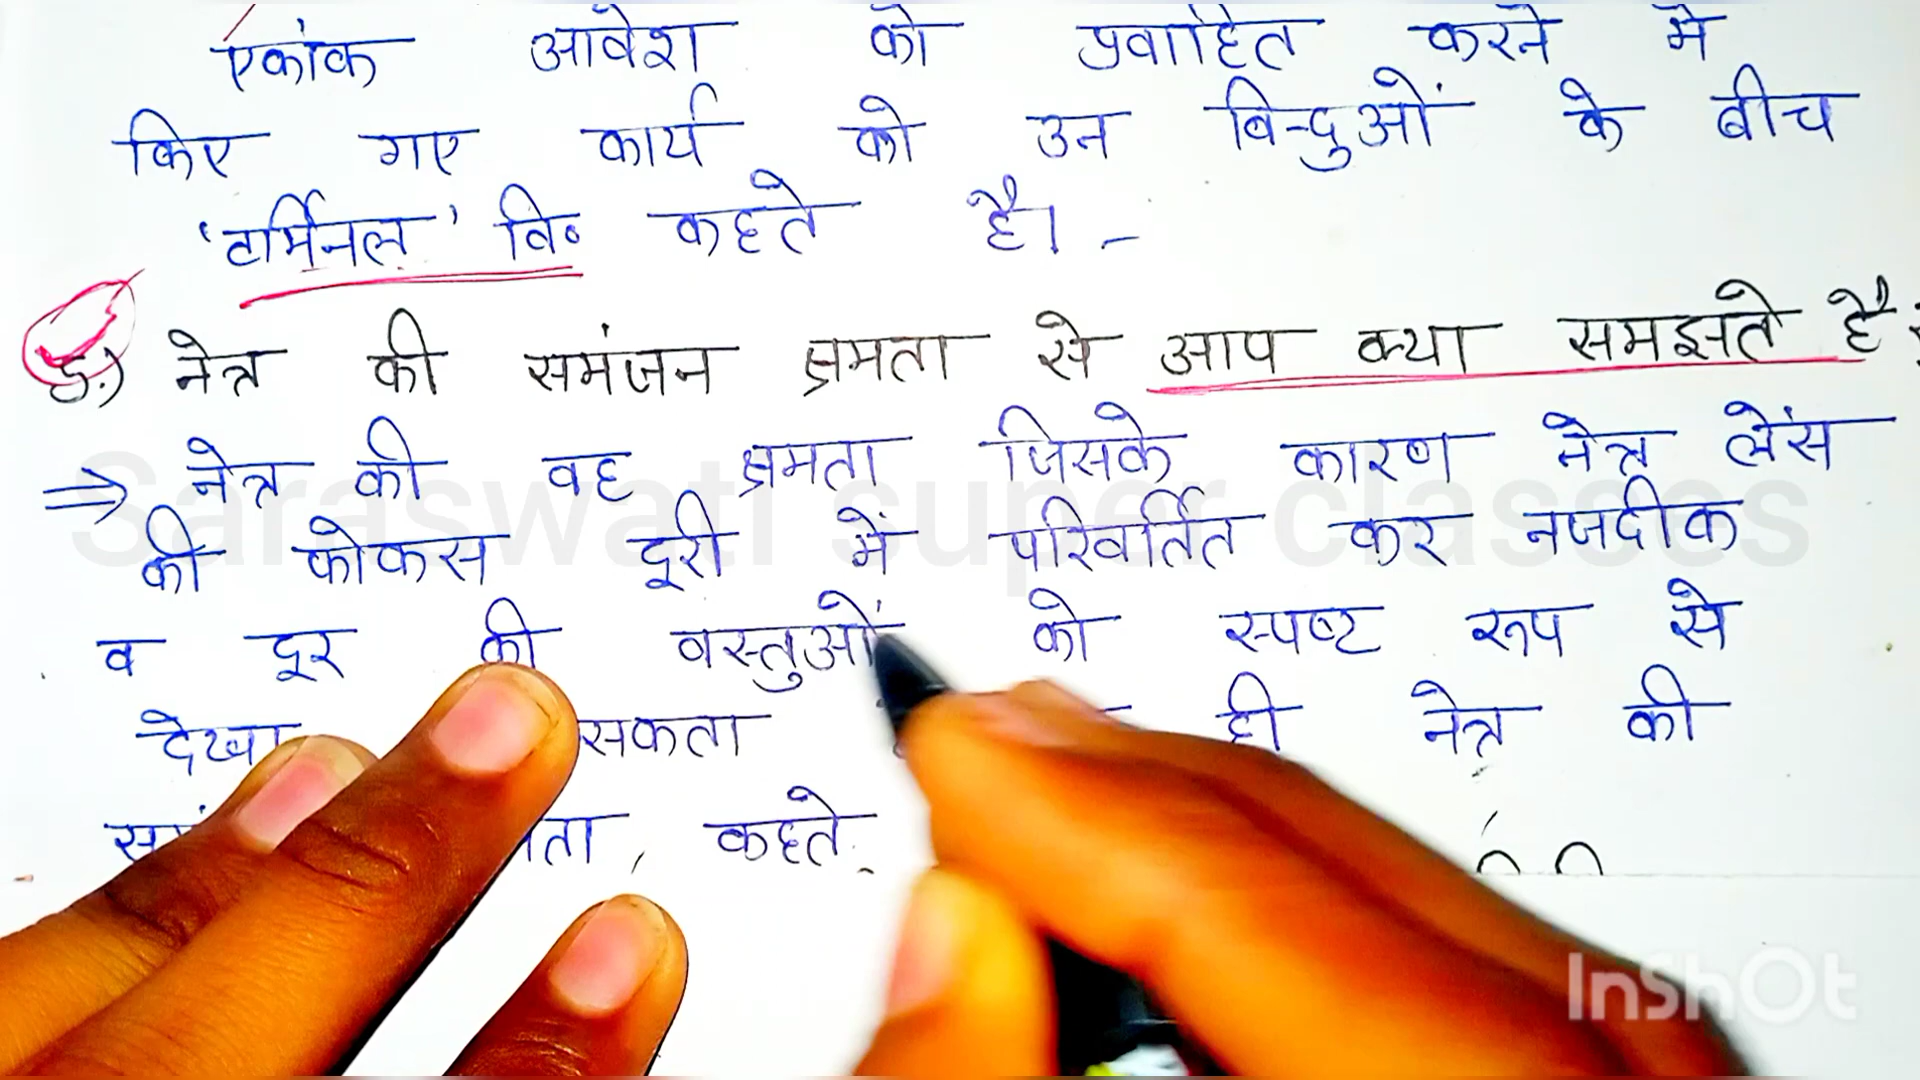 एकांक आवेश को प्रवाहित करने में
किए गए कार्य को उन बिन्दुओं के बीच
'टर्मिनल' वि० कहते है। -
5.) नेत्र की समंजन क्षमता से आप क्या समझते है
⇒ नेत्र की वह क्षमता जिसके कारण नेत्र लेंस
की फोकस दूरी में परिवर्तित कर नजदीक
व दूर की वस्तुओं को स्पष्ट रूप से
देखा सकता ही नेत्र की
कहते
Saraswati super classes
InShOt